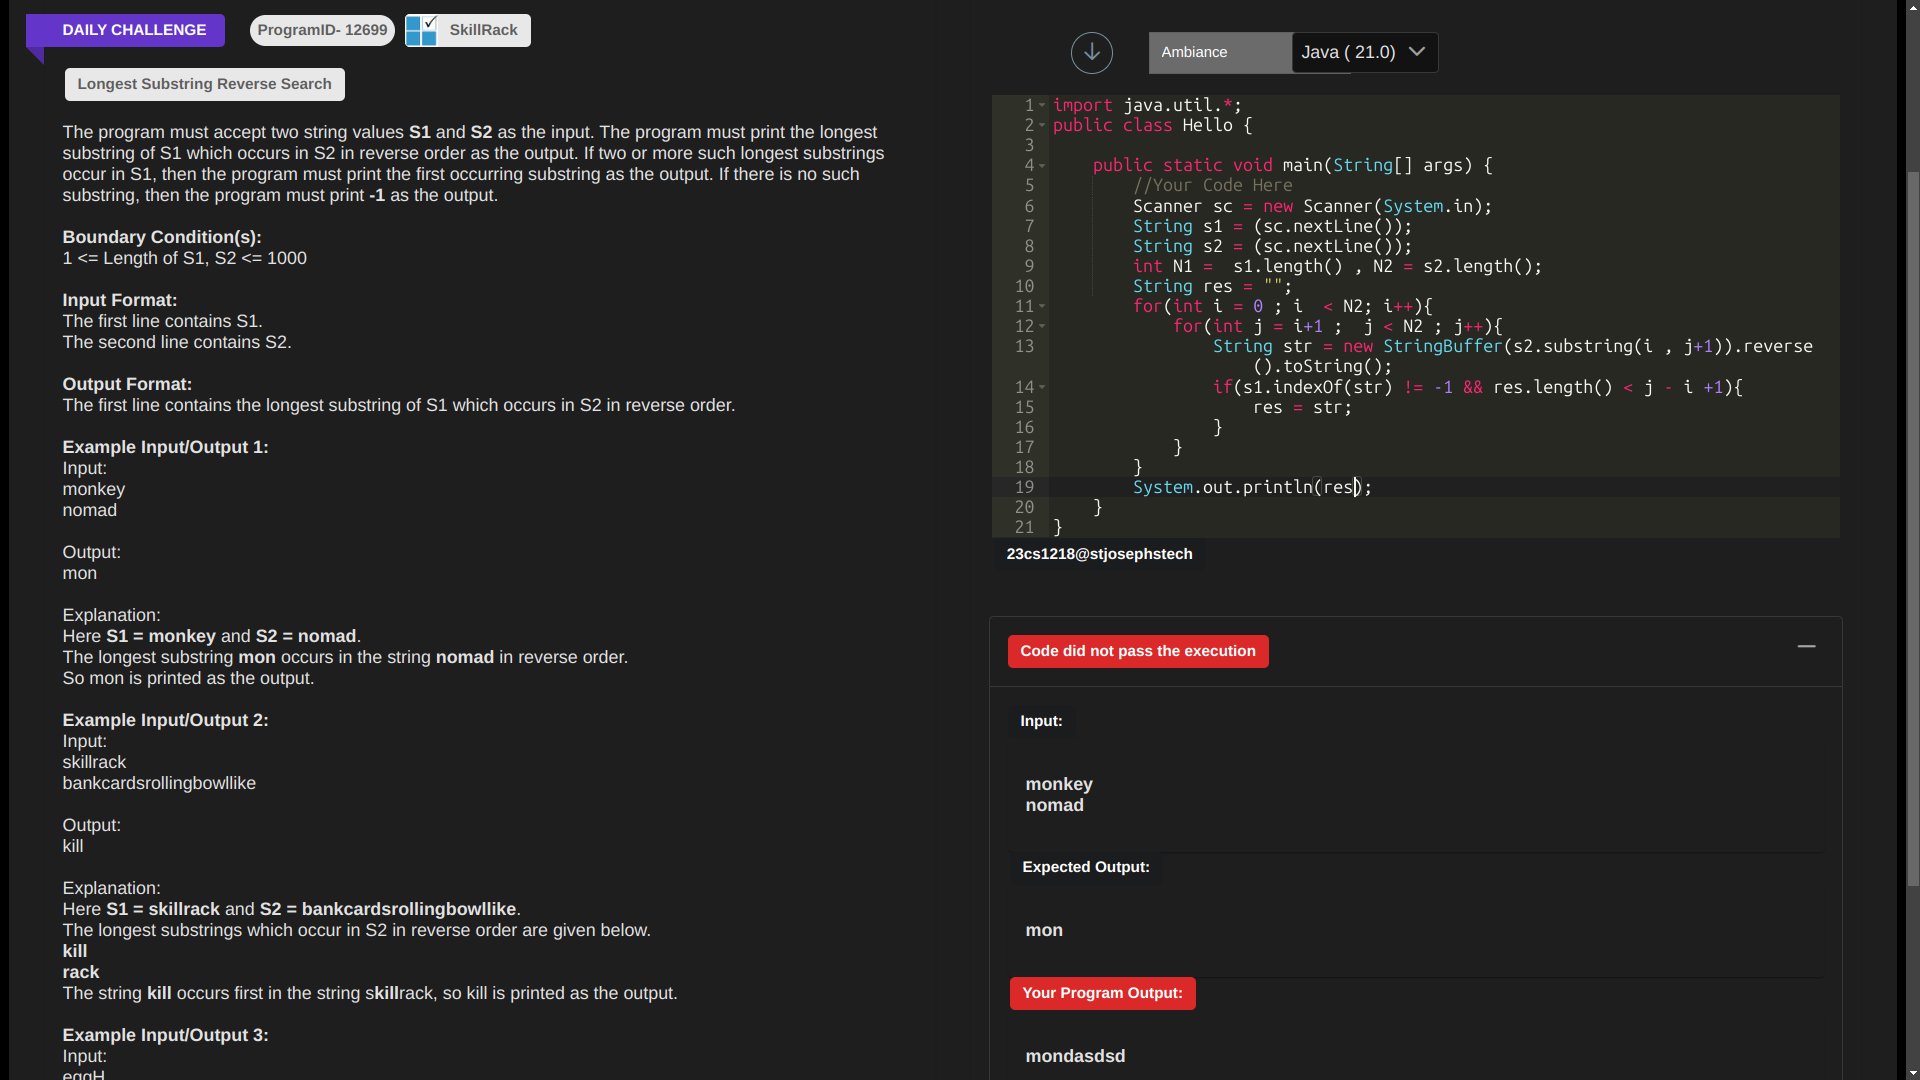 DAILY CHALLENGE
ProgramID- 12699
SkillRack
Longest Substring Reverse Search
The program must accept two string values S1 and S2 as the input. The program must print the longest
substring of S1 which occurs in S2 in reverse order as the output. If two or more such longest substrings
occur in S1, then the program must print the first occurring substring as the output. If there is no such
substring, then the program must print -1 as the output.
Boundary Condition(s):
1 <= Length of S1, S2 <= 1000
Input Format:
The first line contains S1.
The second line contains S2.
Output Format:
The first line contains the longest substring of S1 which occurs in S2 in reverse order.
Example Input/Output 1:
Input:
monkey
nomad
Output:
mon
Explanation:
Here S1 = monkey and S2 = nomad.
The longest substring mon occurs in the string nomad in reverse order.
So mon is printed as the output.
Example Input/Output 2:
Input:
skillrack
bankcardsrollingbowllike
Output:
kill
Explanation:
Here S1 = skillrack and S2 = bankcardsrollingbowllike.
The longest substrings which occur in S2 in reverse order are given below.
kill
rack
The string kill occurs first in the string skillrack, so kill is printed as the output.
Example Input/Output 3:
Input:
eggH
Ambiance
Java ( 21.0)
1 import java.util.*;
2 public class Hello {
3
4 public static void main(String[] args) {
5 //Your Code Here
6 Scanner sc = new Scanner(System.in);
7 String s1 = (sc.nextLine());
8 String s2 = (sc.nextLine());
9 int N1 =  s1.length() , N2 = s2.length();
10 String res = "";
11 for(int i = 0 ; i  < N2; i++){
12 for(int j = i+1 ;  j < N2 ; j++){
13 String str = new StringBuffer(s2.substring(i , j+1)).reverse
().toString();
14 if(s1.indexOf(str) != -1 && res.length() < j - i +1){
15 res = str;
16 }
17 }
18 }
19 System.out.println(res);
20 }
21 }
23cs1218@stjosephstech
Code did not pass the execution
Input:
monkey
nomad
Expected Output:
mon
Your Program Output:
mondasdsd